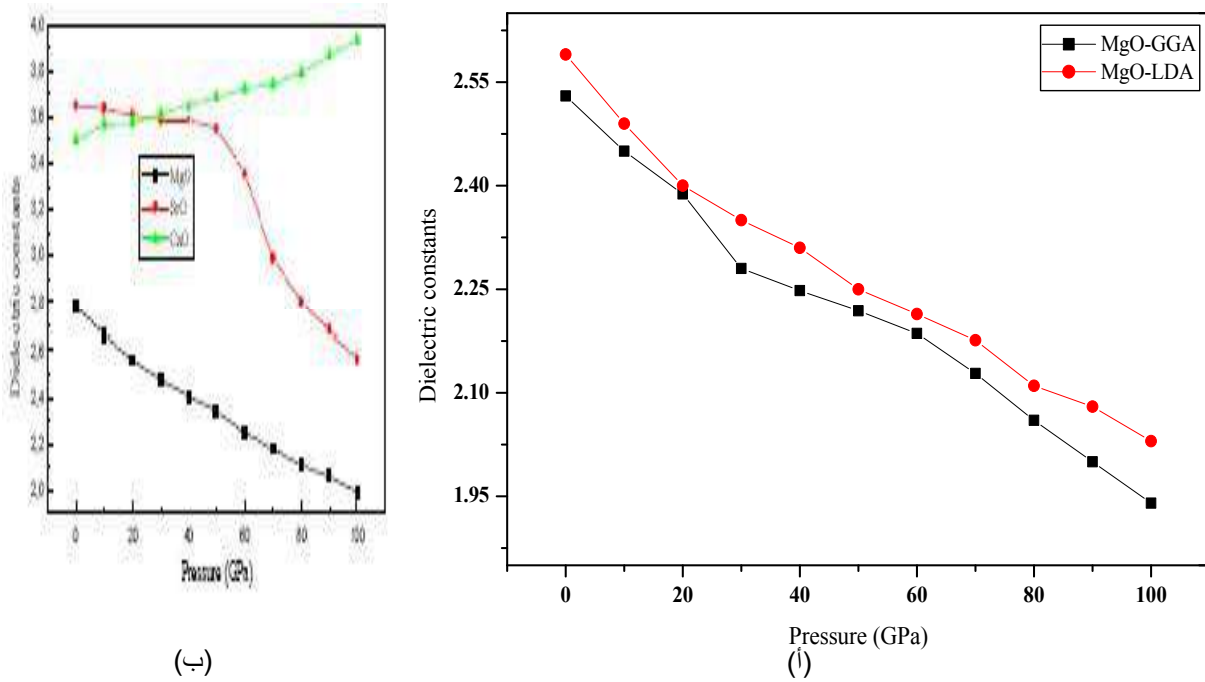 4.0
3.8
3.6
3.4
3.2
3.0
2.8
2.6
2.4
2.2
2.0
Dielectric constants
MgO
SrO
CaO
0 20 40 60 80 100
Pressure (GPa)
(ب)
MgO-GGA
MgO-LDA
2.55
2.40
2.25
2.10
1.95
Dielectric constants
0 20 40 60 80 100
Pressure (GPa)
(أ)